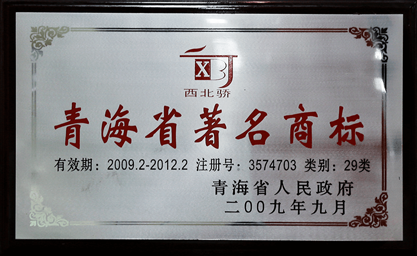 XBJ
西北骄
青海省著名商标
有效期：2009.2-2012.2 注册号：3574703 类别：29类
青海省人民政府
二00九年九月